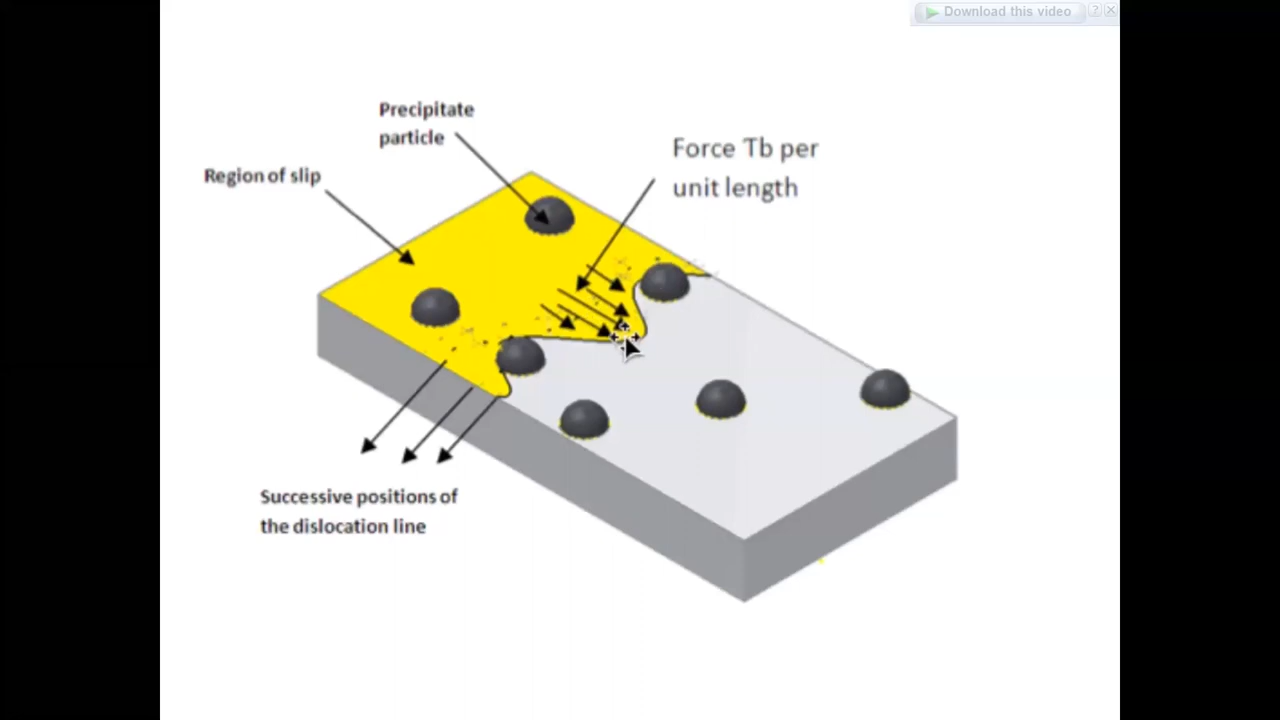 Download this video
?
Precipitate
particle
Region of slip
Force Tb per
unit length
Successive positions of
the dislocation line